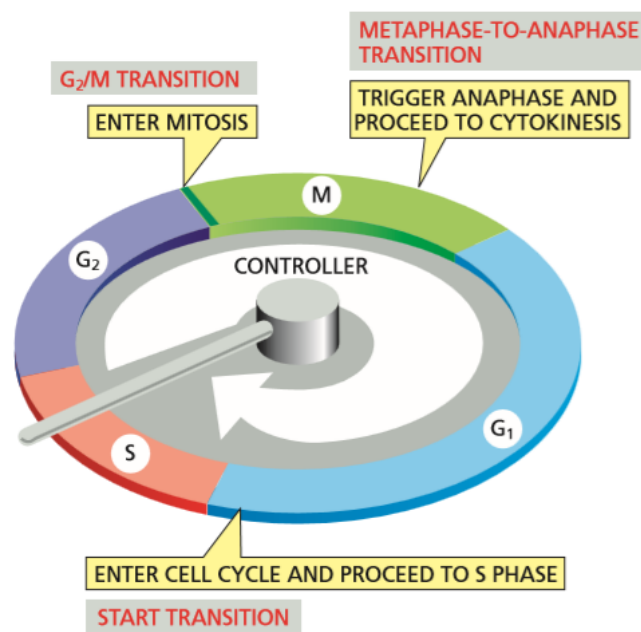 METAPHASE-TO-ANAPHASE
TRANSITION
G₂/M TRANSITION
TRIGGER ANAPHASE AND
PROCEED TO CYTOKINESIS
ENTER MITOSIS
M
G₂
CONTROLLER
G₁
S
ENTER CELL CYCLE AND PROCEED TO S PHASE
START TRANSITION